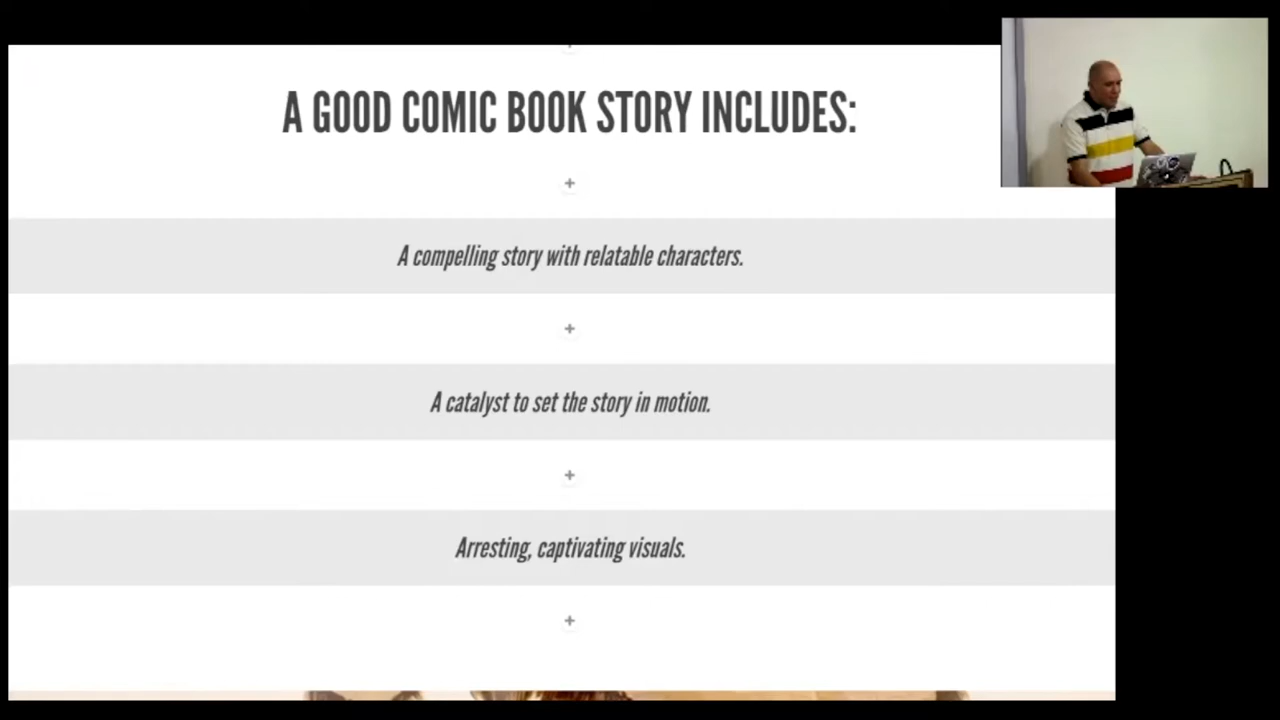 A GOOD COMIC BOOK STORY INCLUDES:
+
A compelling story with relatable characters.
+
A catalyst to set the story in motion.
+
Arresting, captivating visuals.
+